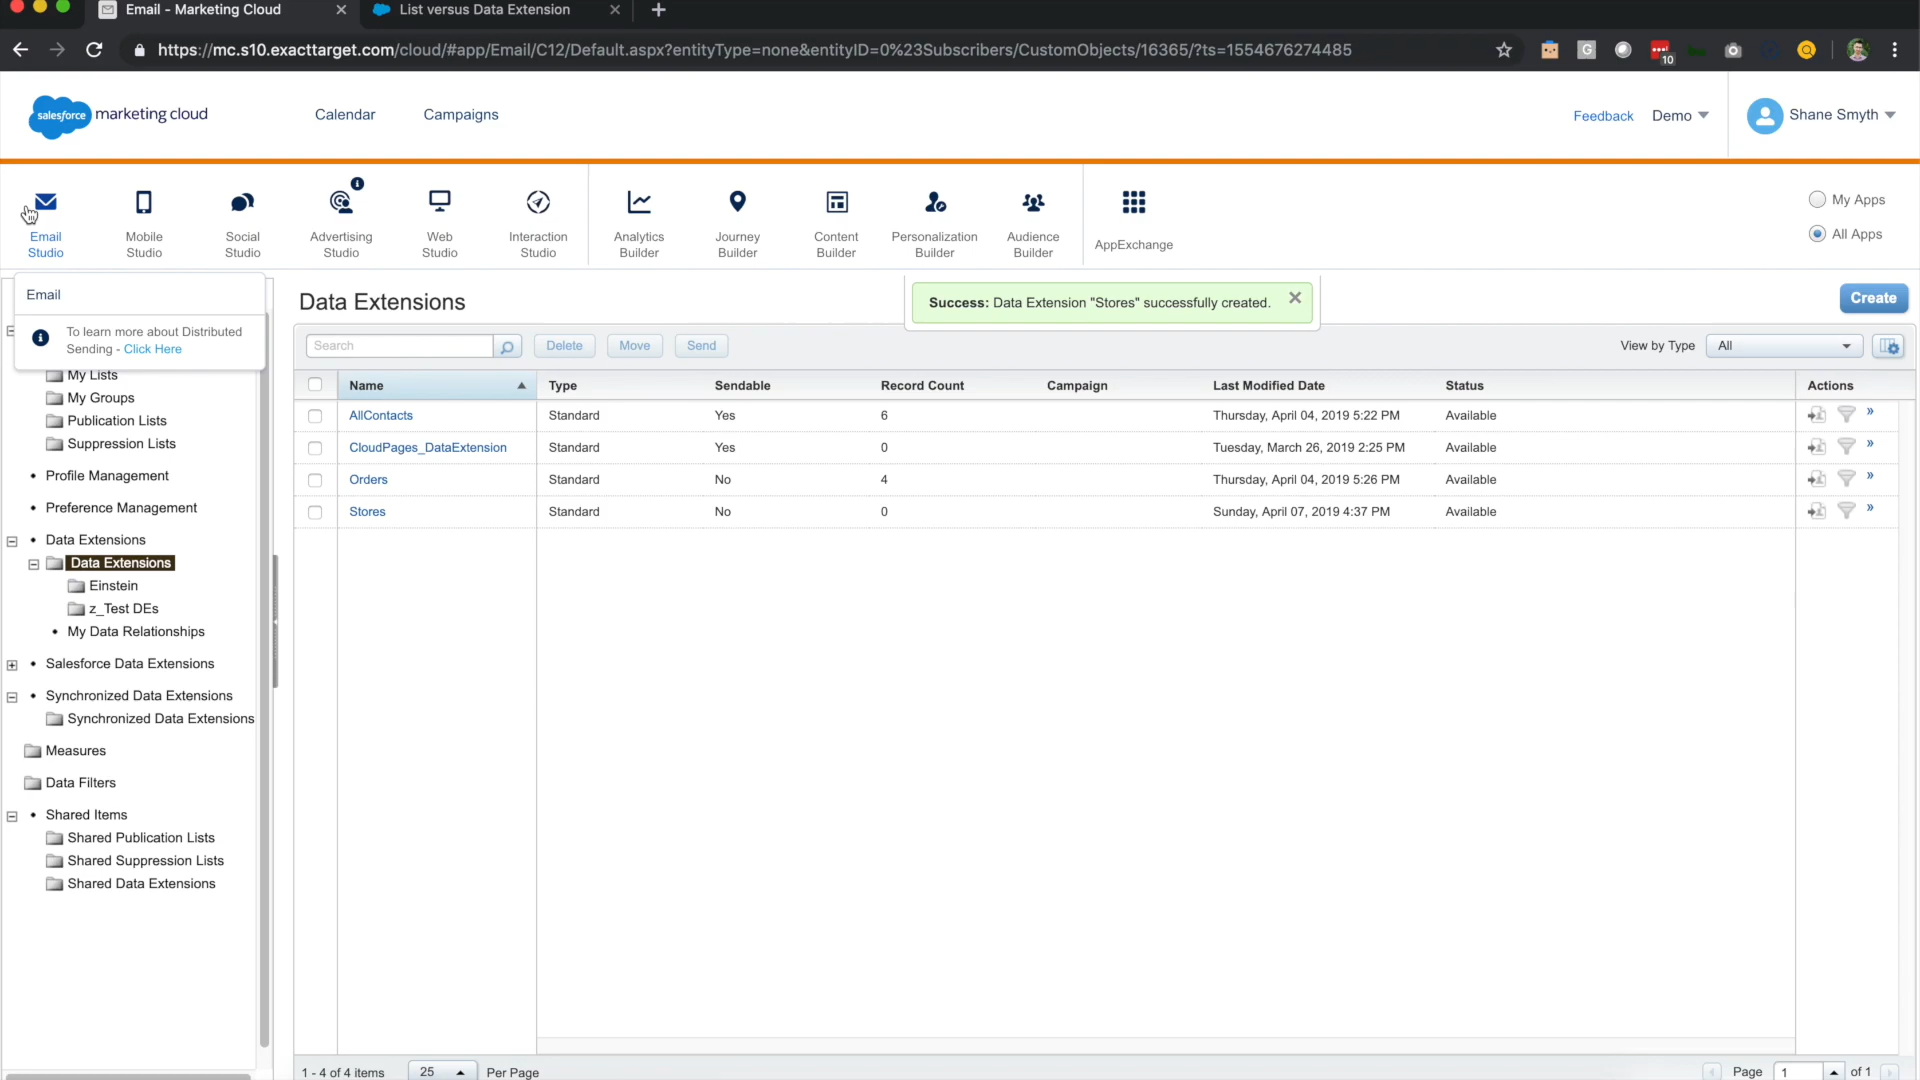 Email - Marketing Cloud
List versus Data Extension
https://mc.s10.exacttarget.com/cloud/#app/Email/C12/Default.aspx?entityType=none&entityID=0%23Subscribers/CustomObjects/16365/?ts=1554676274485
G
10
salesforce marketing cloud
Calendar
Campaigns
Feedback
Demo
Shane Smyth
Email
Studio
Mobile
Studio
Social
Studio
Advertising
Studio
Web
Studio
Interaction
Studio
Analytics
Builder
Journey
Builder
Content
Builder
Personalization
Builder
Audience
Builder
AppExchange
My Apps
All Apps
Email
To learn more about Distributed
Sending - Click Here
My Lists
My Groups
Publication Lists
Suppression Lists
Profile Management
Preference Management
Data Extensions
Data Extensions
Einstein
z_Test DEs
My Data Relationships
Salesforce Data Extensions
Synchronized Data Extensions
Synchronized Data Extensions
Measures
Data Filters
Shared Items
Shared Publication Lists
Shared Suppression Lists
Shared Data Extensions
Data Extensions
Success: Data Extension "Stores" successfully created.
Create
Search
Delete
Move
Send
View by Type
All
Name Type Sendable Record Count Campaign Last Modified Date Status Actions
AllContacts Standard Yes 6 Thursday, April 04, 2019 5:22 PM Available »
CloudPages_DataExtension Standard Yes 0 Tuesday, March 26, 2019 2:25 PM Available »
Orders Standard No 4 Thursday, April 04, 2019 5:26 PM Available »
Stores Standard No 0 Sunday, April 07, 2019 4:37 PM Available »
1 - 4 of 4 items 25 Per Page
Page 1 of 1